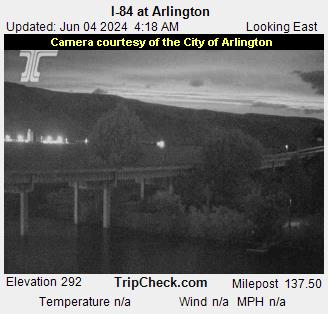 I-84 at Arlington
Updated: Jun 04 2024 4:18 AM Looking East
Camera courtesy of the City of Arlington
Elevation 292 TripCheck.com Milepost 137.50
Temperature n/a Wind n/a MPH n/a